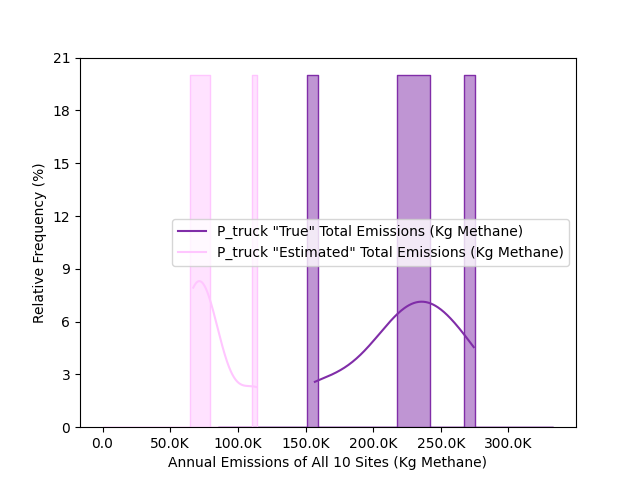 21
18
15
12
9
6
3
0
Relative Frequency (%)
P_truck "True" Total Emissions (Kg Methane)
P_truck "Estimated" Total Emissions (Kg Methane)
0.0 50.0K 100.0K 150.0K 200.0K 250.0K 300.0K
Annual Emissions of All 10 Sites (Kg Methane)